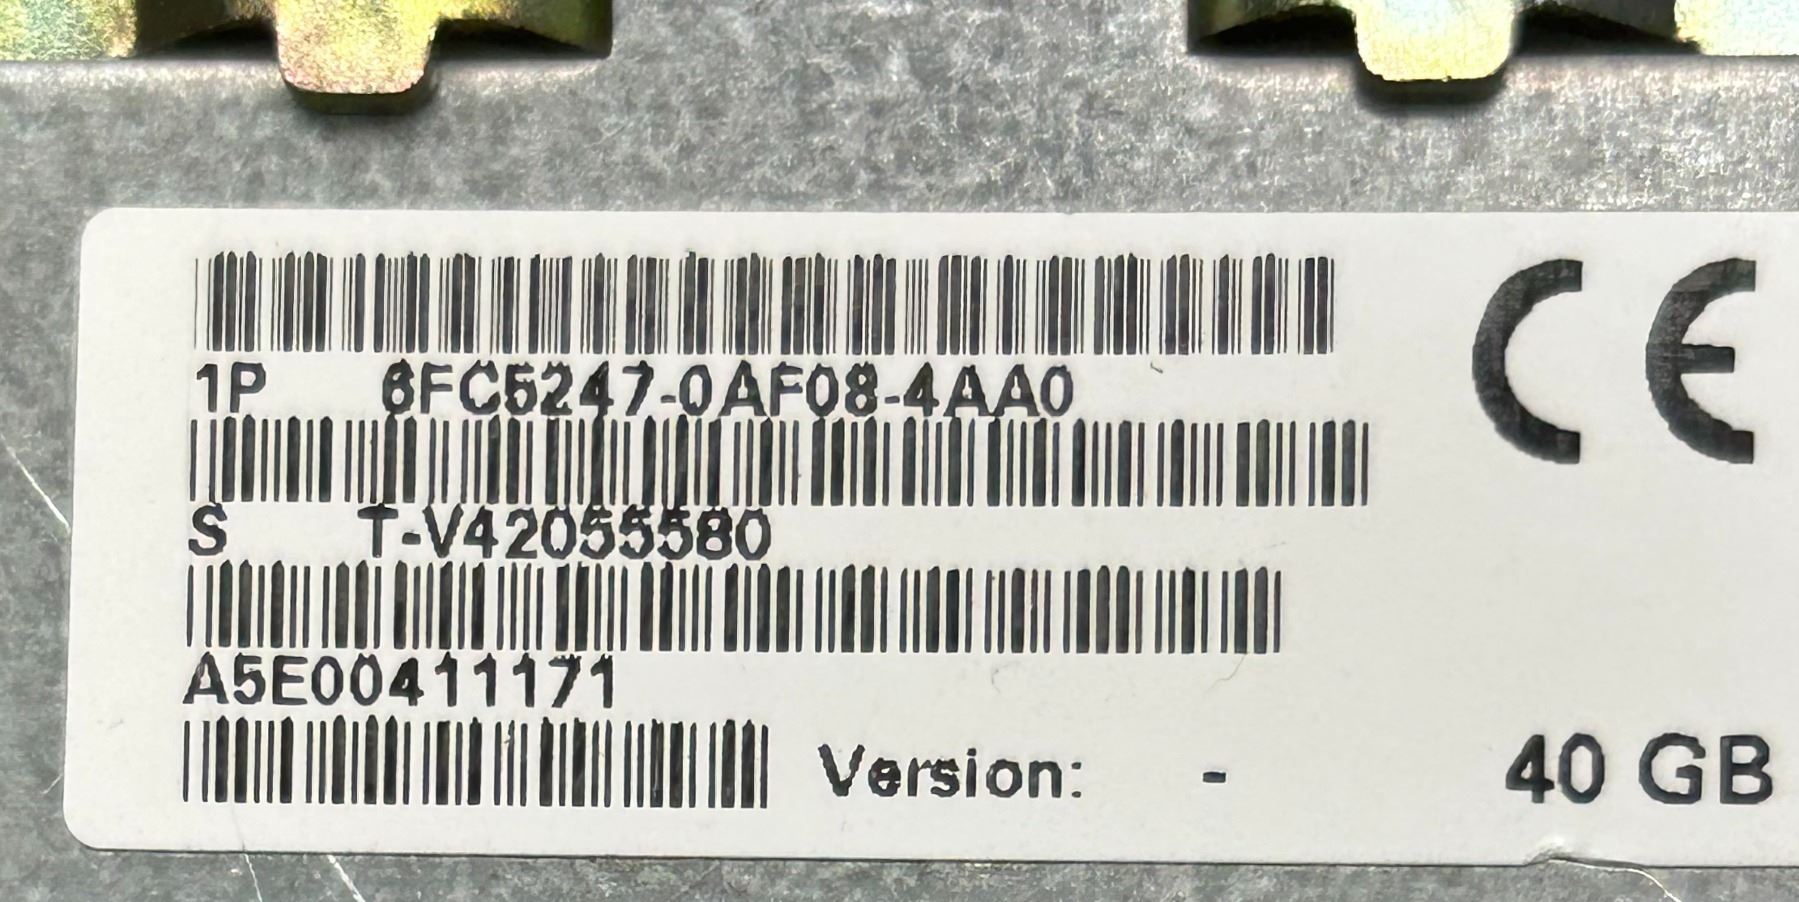 CE
1P 6FC5247-0AF08-4AA0
S T-V42055580
A5E00411171
Version: - 40 GB